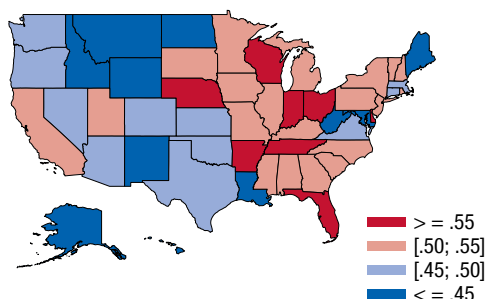 > = .55
[.50; .55]
[.45; .50]
< = .45